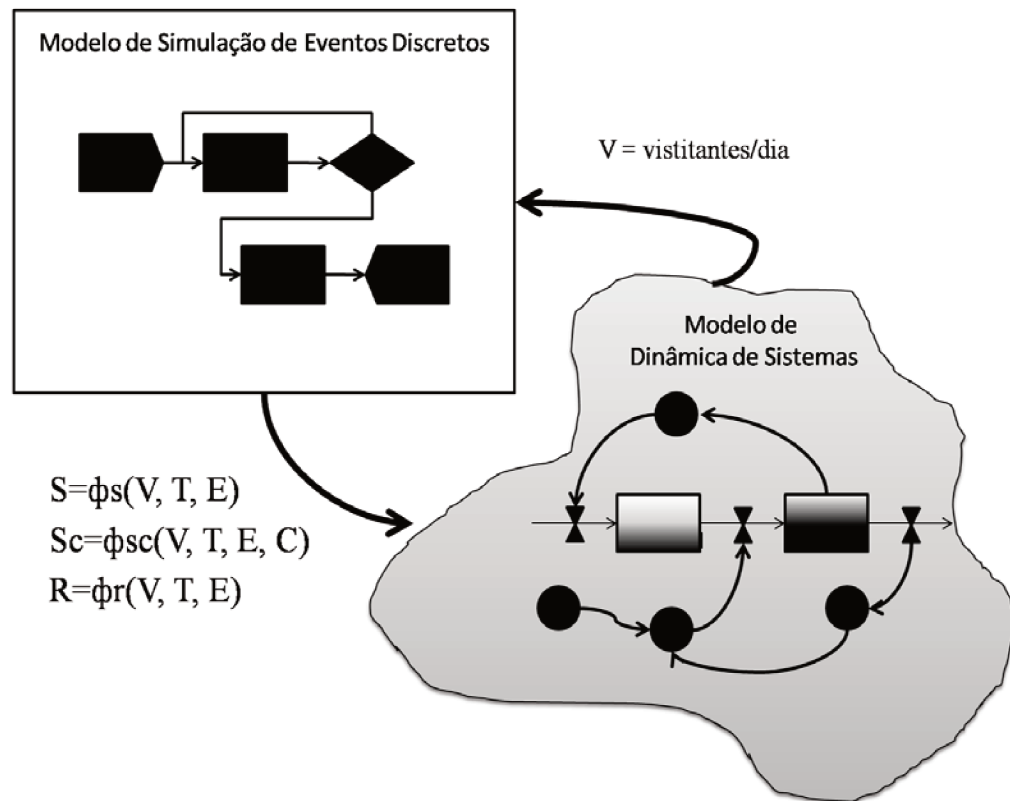 Modelo de Simulação de Eventos Discretos
V = vistitantes/dia
Modelo de
Dinâmica de Sistemas
S=ϕs(V, T, E)
Sc=ϕsc(V, T, E, C)
R=ϕr(V, T, E)